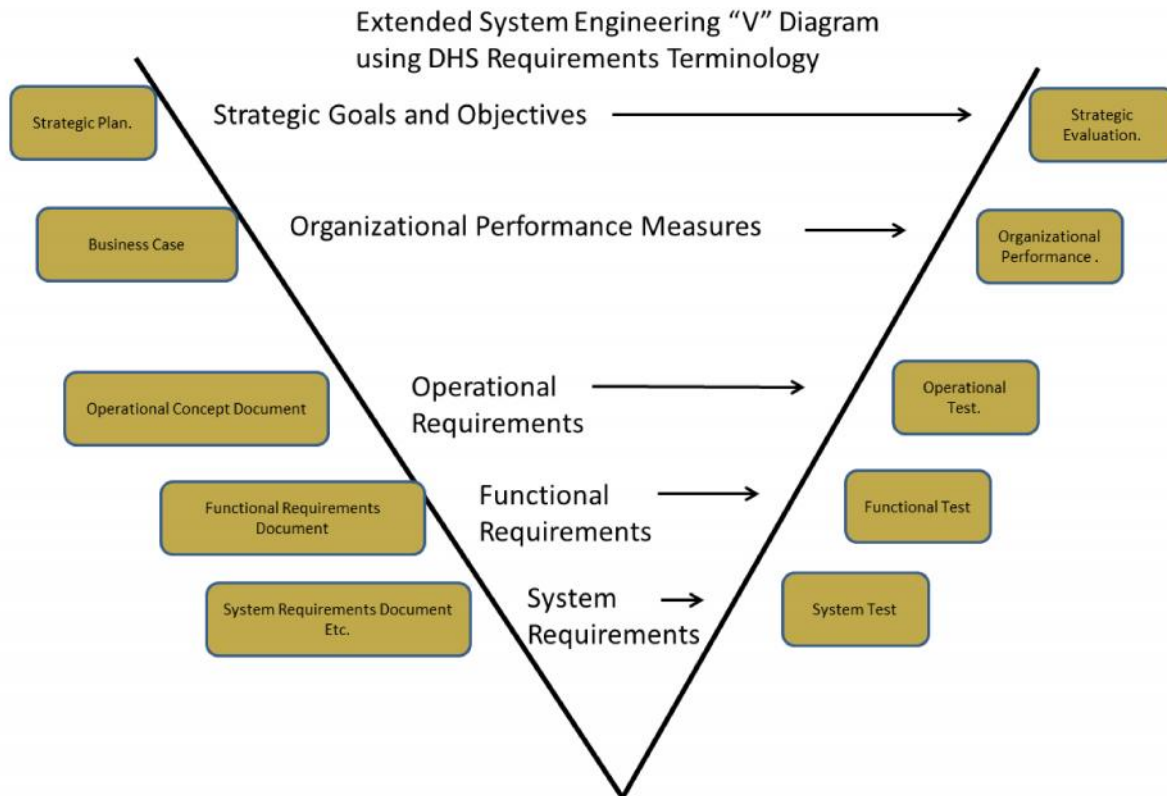 Extended System Engineering “V” Diagram
using DHS Requirements Terminology
Strategic Plan.
Strategic Goals and Objectives
Strategic
Evaluation.
Business Case
Organizational Performance Measures
Organizational
Performance .
Operational Concept Document
Operational
Requirements
Operational
Test.
Functional Requirements
Document
Functional
Requirements
Functional Test
System Requirements Document
Etc.
System
Requirements
System Test